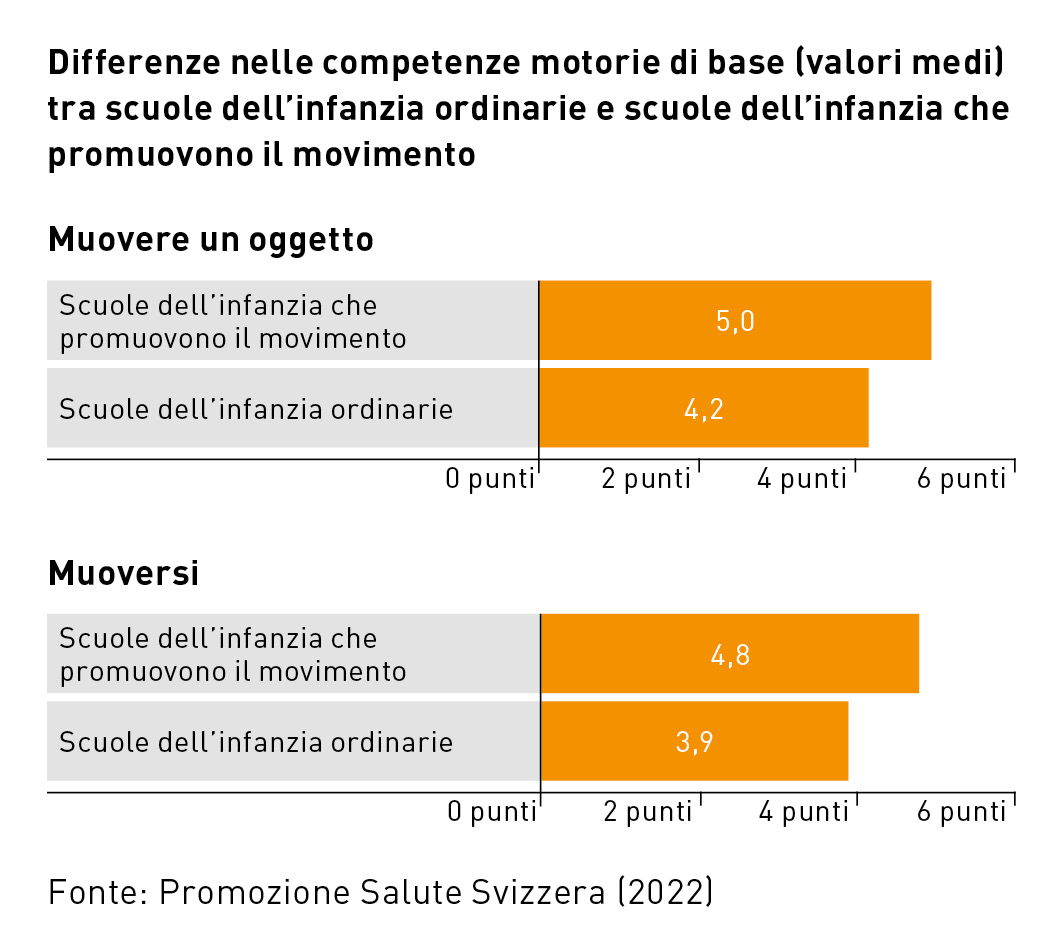 Differenze nelle competenze motorie di base (valori medi)
tra scuole dell’infanzia ordinarie e scuole dell’infanzia che
promuovono il movimento
Muovere un oggetto
Scuole dell’infanzia che
promuovono il movimento
5,0
Scuole dell’infanzia ordinarie
4,2
0 punti 2 punti 4 punti 6 punti
Muoversi
Scuole dell’infanzia che
promuovono il movimento
4,8
Scuole dell’infanzia ordinarie
3,9
0 punti 2 punti 4 punti 6 punti
Fonte: Promozione Salute Svizzera (2022)